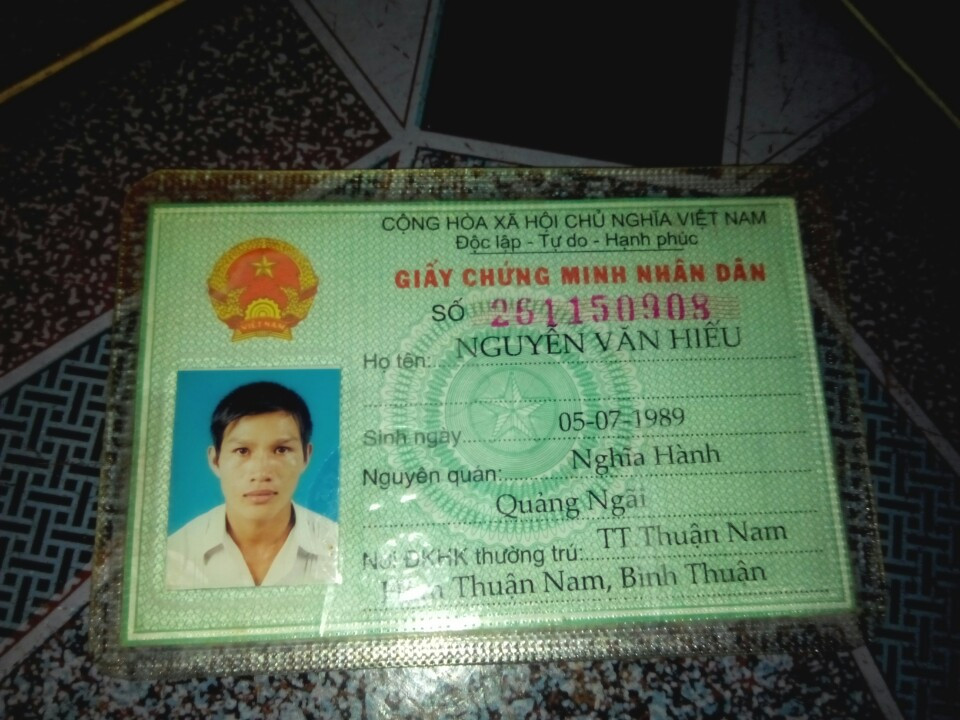 CỘNG HÒA XÃ HỘI CHỦ NGHĨA VIỆT NAM
Độc lập - Tự do - Hạnh phúc
GIẤY CHỨNG MINH NHÂN DÂN
SỐ 261150908
Họ tên: NGUYỄN VĂN HIẾU
Sinh ngày 05-07-1989
Nguyên quán: Nghĩa Hành
Quảng Ngãi
Nơi ĐKHK thường trú: TT Thuận Nam
Thuận Nam, Bình Thuận
VIỆT NAM